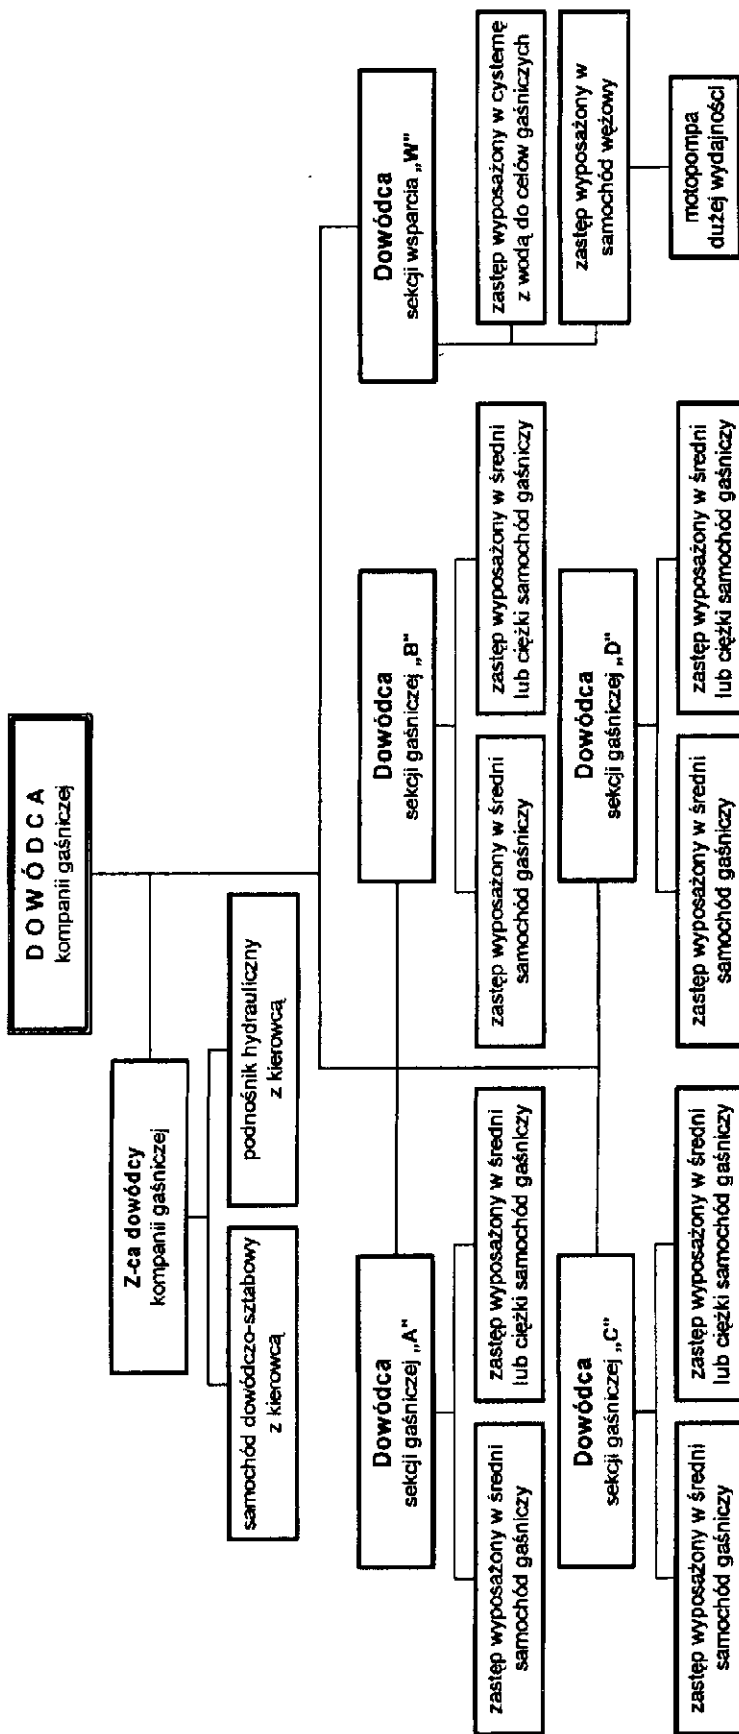 D O W Ó D C A
kompanii gaśniczej
Z-ca dowódcy
kompanii gaśniczej
samochód dowódczo-sztabowy
z kierowcą
podnośnik hydrauliczny
z kierowcą
Dowódca
sekcji gaśniczej „A"
zastęp wyposażony w średni
samochód gaśniczy
zastęp wyposażony w średni
lub ciężki samochód gaśniczy
Dowódca
sekcji gaśniczej „B"
zastęp wyposażony w średni
samochód gaśniczy
zastęp wyposażony w średni
lub ciężki samochód gaśniczy
Dowódca
sekcji wsparcia „W"
zastęp wyposażony w cysternę
z wodą do celów gaśniczych
zastęp wyposażony w
samochód wężowy
motopompa
dużej wydajności
Dowódca
sekcji gaśniczej „C"
zastęp wyposażony w średni
samochód gaśniczy
zastęp wyposażony w średni
lub ciężki samochód gaśniczy
Dowódca
sekcji gaśniczej „D"
zastęp wyposażony w średni
samochód gaśniczy
zastęp wyposażony w średni
lub ciężki samochód gaśniczy